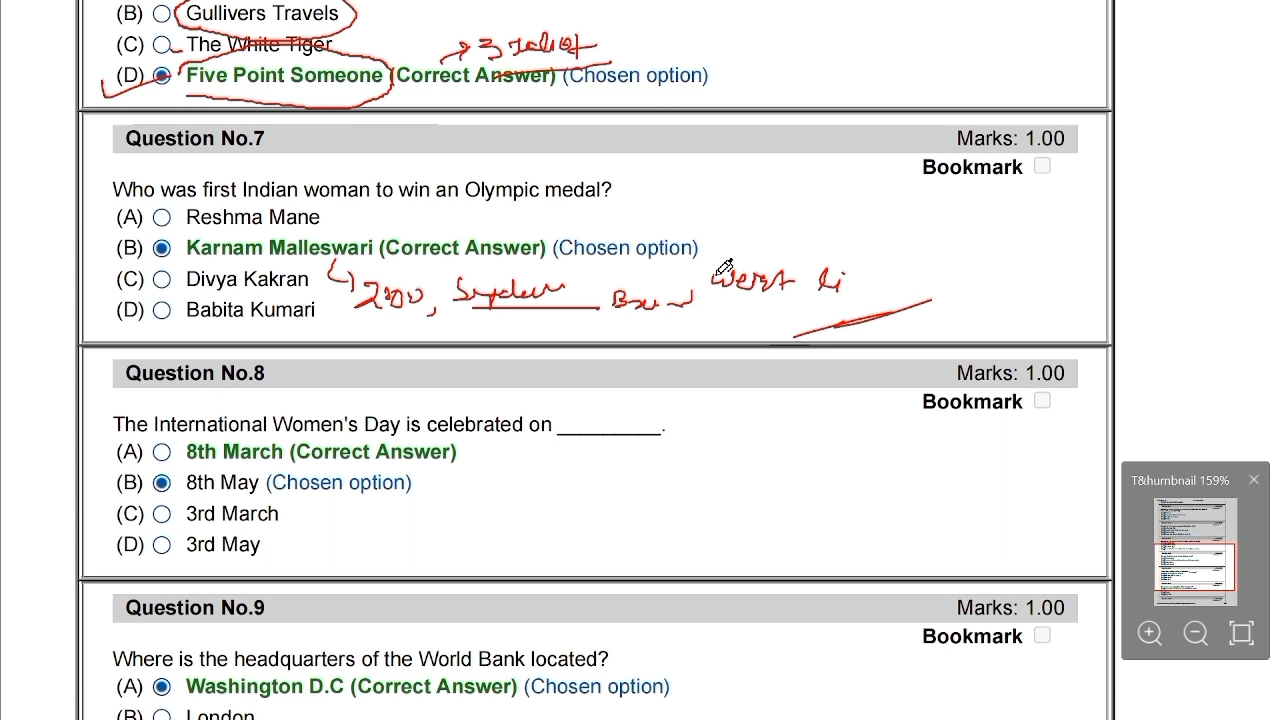 (B) Gullivers Travels
(C) The White Tiger
(D) Five Point Someone (Correct Answer) (Chosen option)
Question No.7 Marks: 1.00
Bookmark
Who was first Indian woman to win an Olympic medal?
(A) Reshma Mane
(B) Karnam Malleswari (Correct Answer) (Chosen option)
(C) Divya Kakran
(D) Babita Kumari
Question No.8 Marks: 1.00
Bookmark
The International Women's Day is celebrated on _________.
(A) 8th March (Correct Answer)
(B) 8th May (Chosen option)
(C) 3rd March
(D) 3rd May
T&humbnail 159%
Question No.9 Marks: 1.00
Bookmark
Where is the headquarters of the World Bank located?
(A) Washington D.C (Correct Answer) (Chosen option)
(B) London